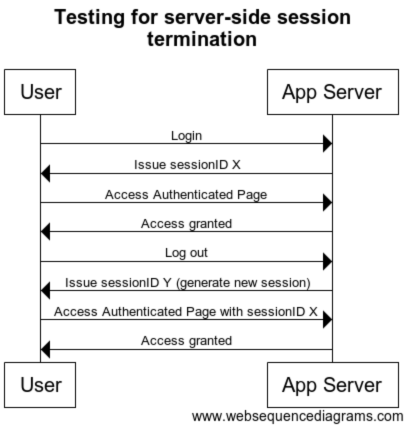 Testing for server-side session
termination
User
App Server
Login
Issue sessionID X
Access Authenticated Page
Access granted
Log out
Issue sessionID Y (generate new session)
Access Authenticated Page with sessionID X
Access granted
User
App Server
www.websequencediagrams.com